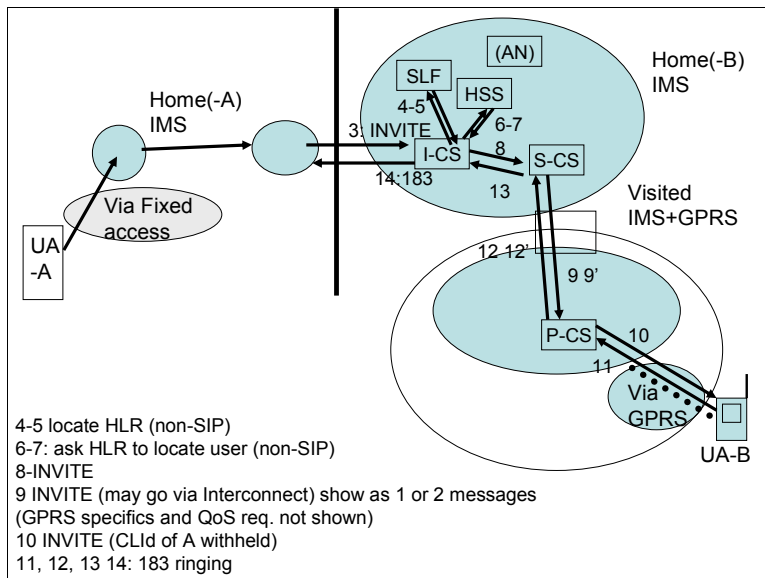 (AN)
Home(-B)
IMS
SLF
HSS
Home(-A)
IMS
4-5
6-7
3: INVITE
8
I-CS
S-CS
14:183
13
Via Fixed
access
Visited
IMS+GPRS
UA
-A
12 12'
9 9'
P-CS
10
11
Via
GPRS
UA-B
4-5 locate HLR (non-SIP)
6-7: ask HLR to locate user (non-SIP)
8-INVITE
9 INVITE (may go via Interconnect) show as 1 or 2 messages
(GPRS specifics and QoS req. not shown)
10 INVITE (CLId of A withheld)
11, 12, 13 14: 183 ringing